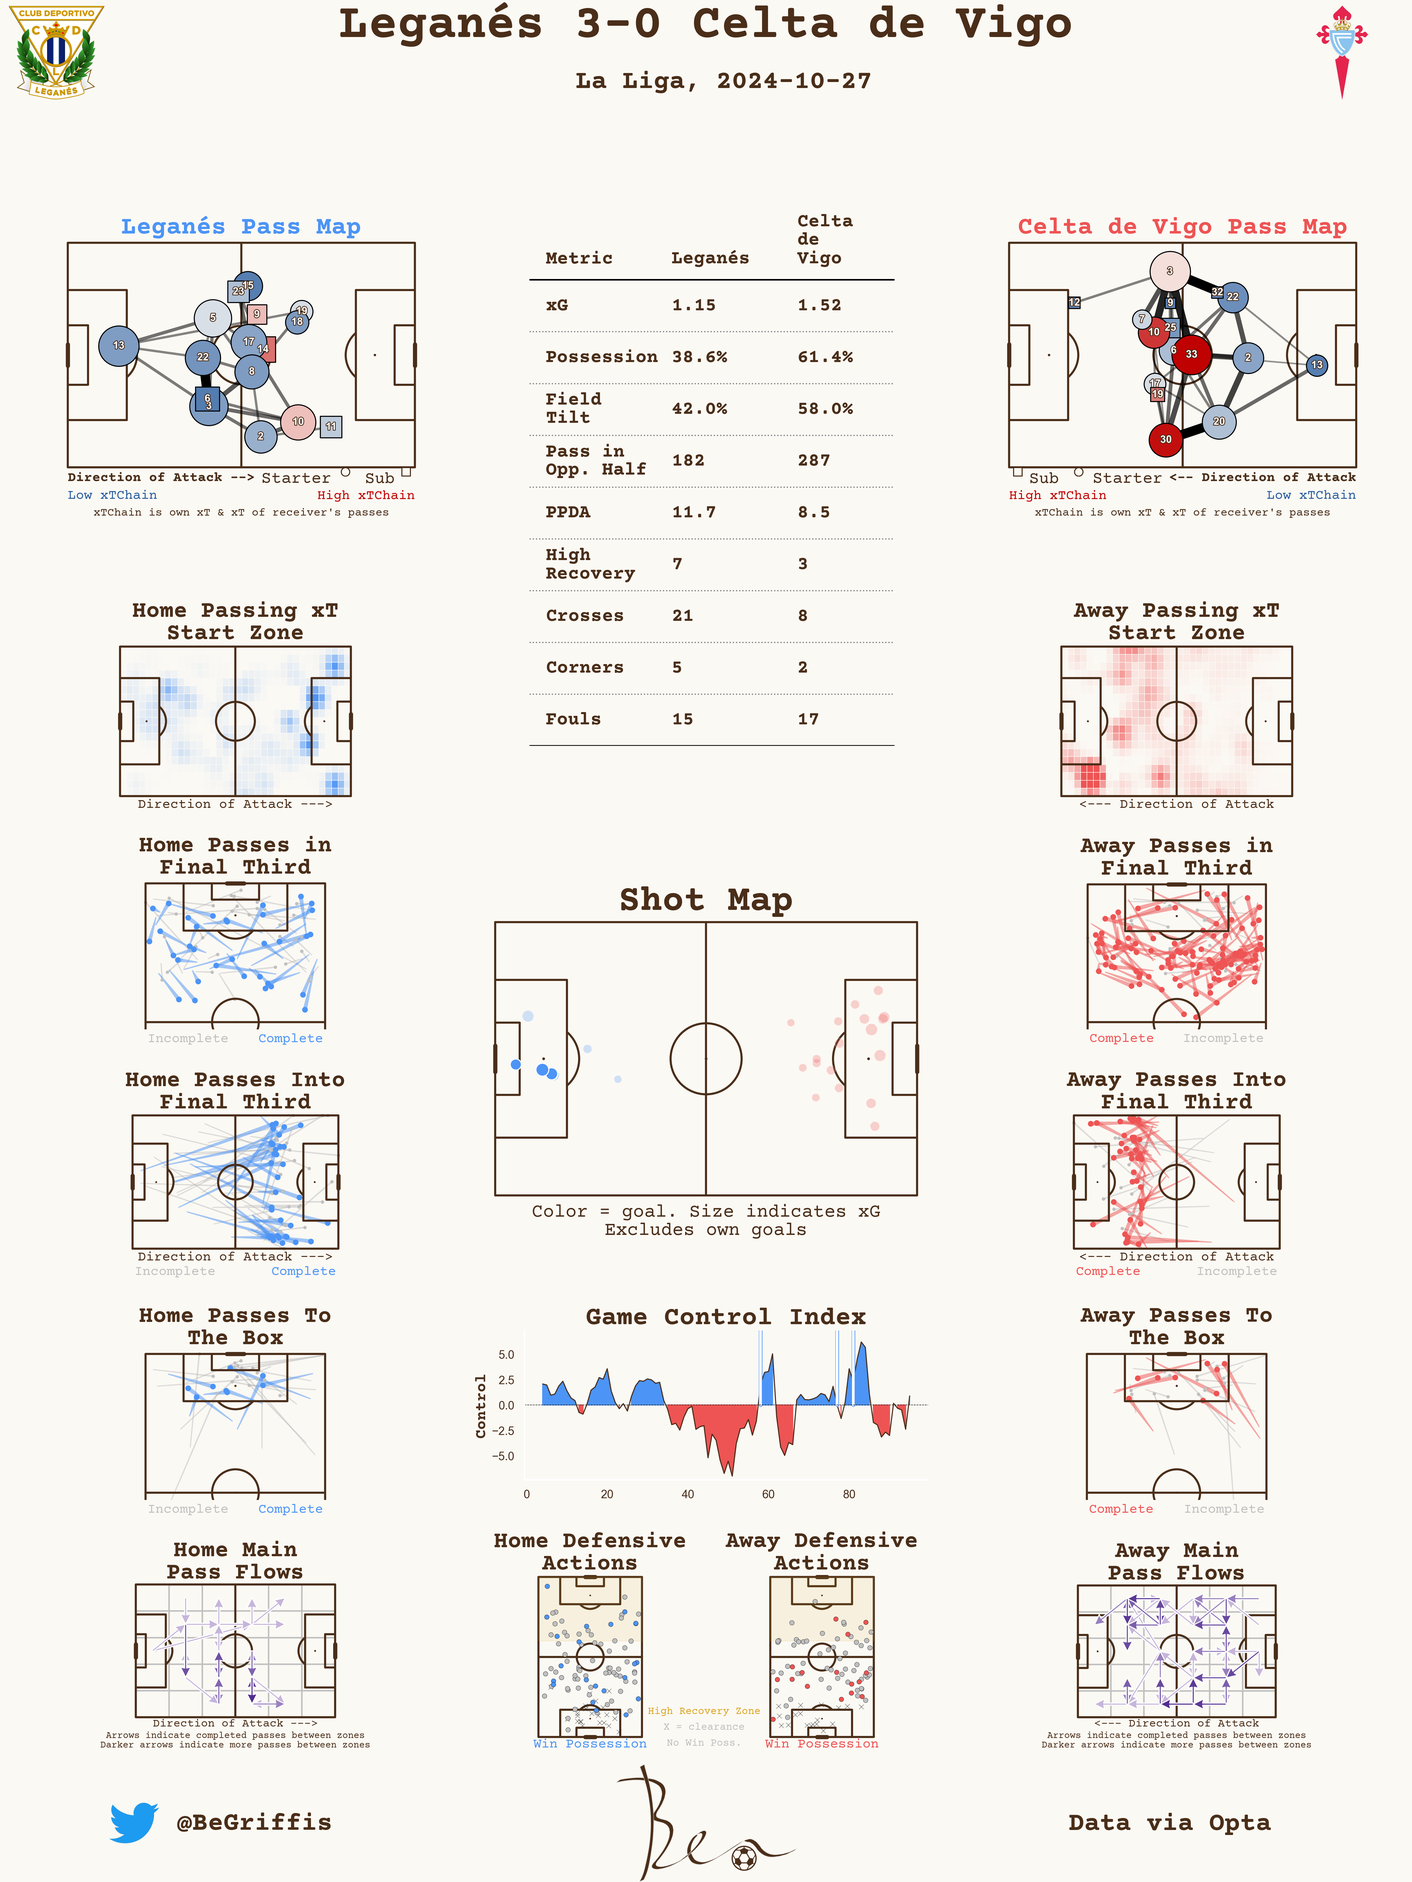 Leganés 3-0 Celta de Vigo
La Liga, 2024-10-27
CLUB DEPORTIVO
C V D
L
LEGANÉS
Leganés Pass Map
13
5
22
6
3
15
23
9
17
14
8
19
18
10
11
2
Direction of Attack --> Starter Sub
Low xTChain High xTChain
xTChain is own xT & xT of receiver's passes
Metric Leganés Celta de Vigo
xG 1.15 1.52
Possession 38.6% 61.4%
Field Tilt 42.0% 58.0%
Pass in Opp. Half 182 287
PPDA 11.7 8.5
High Recovery 7 3
Crosses 21 8
Corners 5 2
Fouls 15 17
Celta de Vigo Pass Map
3
12
9
32
22
7
10
25
6
33
2
13
17
19
20
30
Sub Starter <-- Direction of Attack
High xTChain Low xTChain
xTChain is own xT & xT of receiver's passes
Home Passing xT
Start Zone
Direction of Attack --->
Away Passing xT
Start Zone
<--- Direction of Attack
Home Passes in
Final Third
Incomplete Complete
Away Passes in
Final Third
Complete Incomplete
Shot Map
Color = goal. Size indicates xG
Excludes own goals
Home Passes Into
Final Third
Direction of Attack --->
Incomplete Complete
Away Passes Into
Final Third
<--- Direction of Attack
Complete Incomplete
Home Passes To
The Box
Incomplete Complete
Game Control Index
Control
5.0
2.5
0.0
−2.5
−5.0
0 20 40 60 80
Away Passes To
The Box
Complete Incomplete
Home Main
Pass Flows
Direction of Attack --->
Arrows indicate completed passes between zones
Darker arrows indicate more passes between zones
Home Defensive
Actions
Win Possession
Away Defensive
Actions
Win Possession
High Recovery Zone
X = clearance
No Win Poss.
Away Main
Pass Flows
<--- Direction of Attack
Arrows indicate completed passes between zones
Darker arrows indicate more passes between zones
@BeGriffis
Ben
Data via Opta